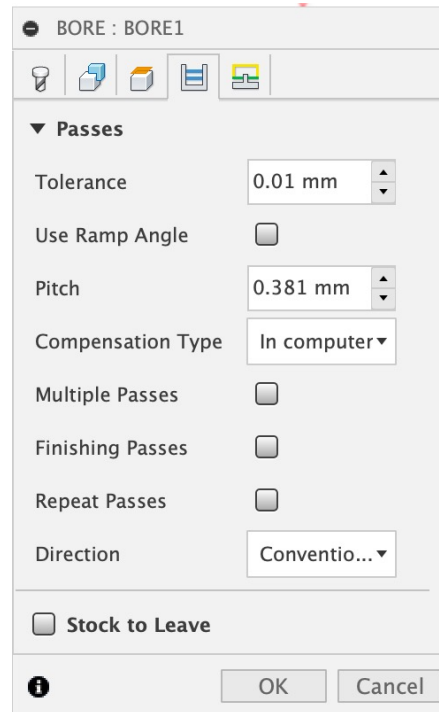 BORE : BORE1
Passes
Tolerance 0.01 mm
Use Ramp Angle
Pitch 0.381 mm
Compensation Type In computer
Multiple Passes
Finishing Passes
Repeat Passes
Direction Conventio...
Stock to Leave
OK Cancel